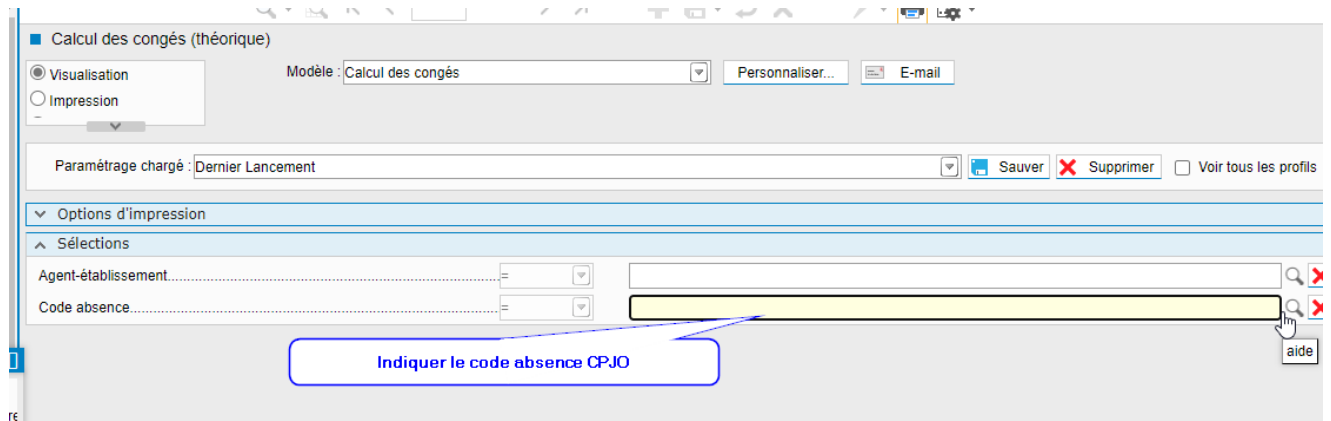 Calcul des congés (théorique)
Visualisation
Modèle : Calcul des congés
Personnaliser...
E-mail
Impression
Paramétrage chargé : Dernier Lancement
Sauver
Supprimer
Voir tous les profils
Options d'impression
Sélections
Agent-établissement
=
Code absence
=
Indiquer le code absence CPJO
aide
re